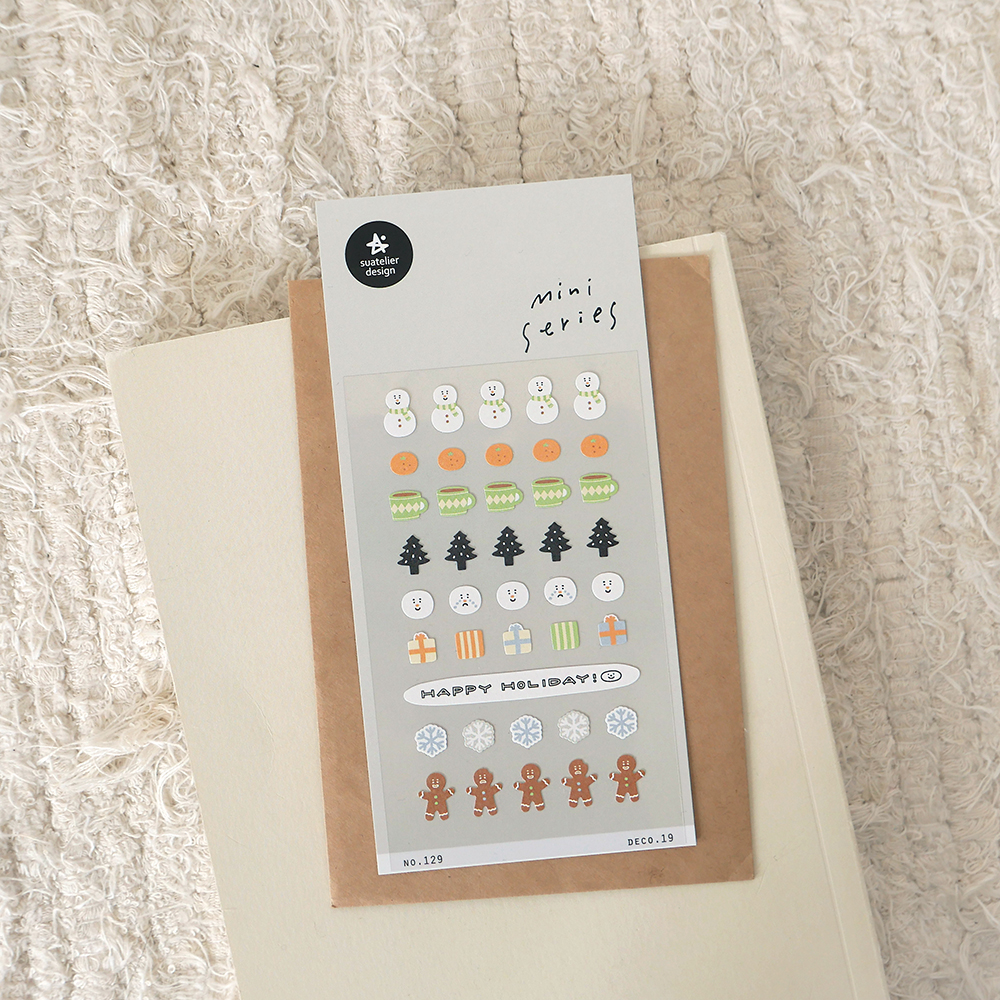 suatelier
design
mini
series
HAPPY HOLIDAY!
NO.129
DECO.19